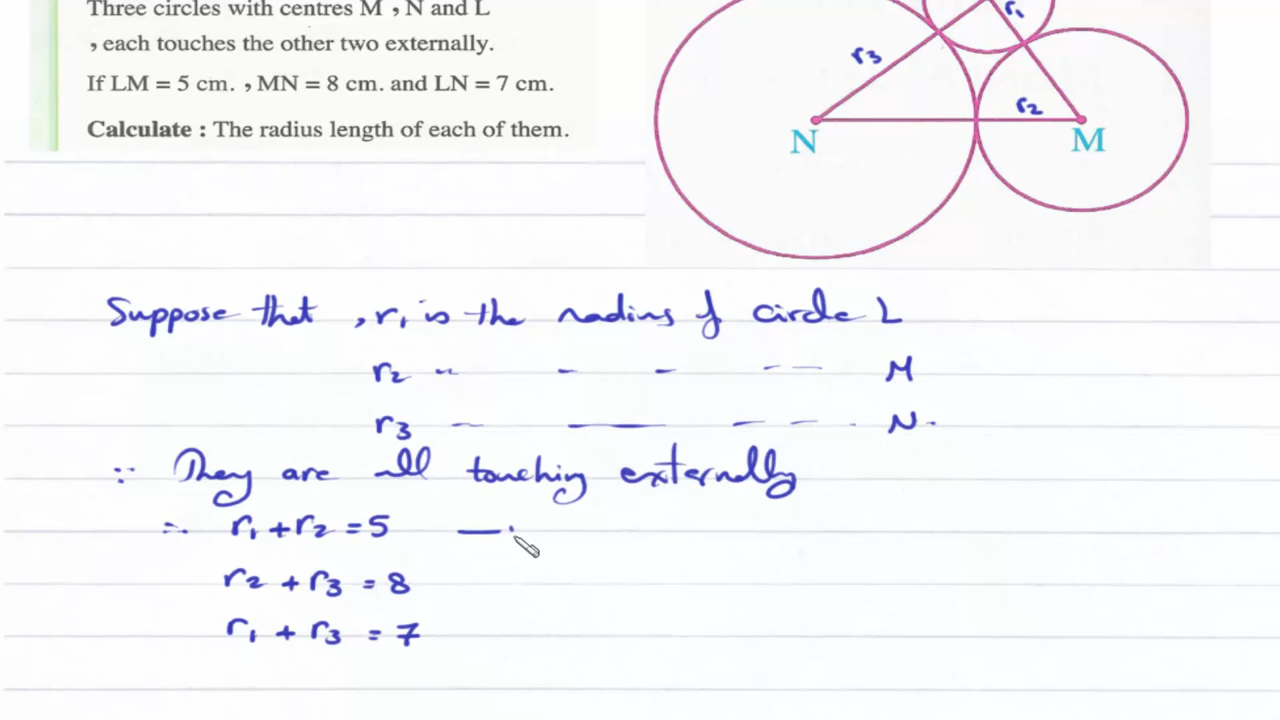 Three circles with centres M , N and L
, each touches the other two externally.
If LM = 5 cm. , MN = 8 cm. and LN = 7 cm.
Calculate : The radius length of each of them.
r₁
r₃
r₂
N
M
Suppose that , r₁ is the radius of circle L
r₂ " - - - - M
r₃ - — - - . N.
∵ They are all touching externally
∴ r₁ + r₂ = 5 —
r₂ + r₃ = 8
r₁ + r₃ = 7